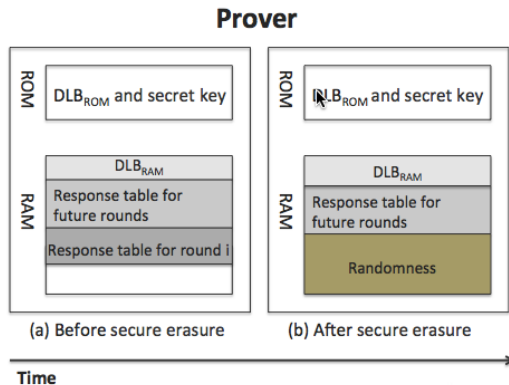 Prover
ROM
DLBROM and secret key
RAM
DLBRAM
Response table for
future rounds
Response table for round i
(a) Before secure erasure
ROM
DLBROM and secret key
RAM
DLBRAM
Response table for
future rounds
Randomness
(b) After secure erasure
Time